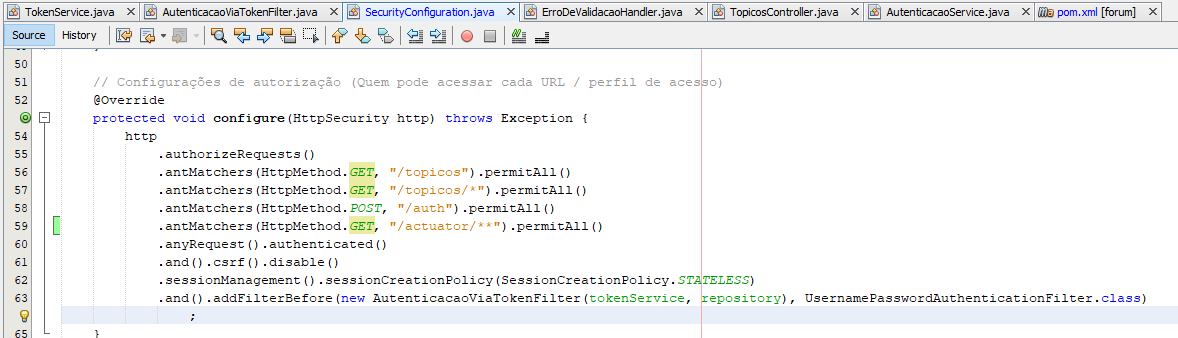 TokenService.java AutenticacaoViaTokenFilter.java SecurityConfiguration.java ErroDeValidacaoHandler.java TopicosController.java AutenticacaoService.java pom.xml [forum]
Source History
50
51 // Configurações de autorização (Quem pode acessar cada URL / perfil de acesso)
52 @Override
protected void configure(HttpSecurity http) throws Exception {
54 http
55 .authorizeRequests()
56 .antMatchers(HttpMethod.GET, "/topicos").permitAll()
57 .antMatchers(HttpMethod.GET, "/topicos/*").permitAll()
58 .antMatchers(HttpMethod.POST, "/auth").permitAll()
59 .antMatchers(HttpMethod.GET, "/actuator/**").permitAll()
60 .anyRequest().authenticated()
61 .and().csrf().disable()
62 .sessionManagement().sessionCreationPolicy(SessionCreationPolicy.STATELESS)
63 .and().addFilterBefore(new AutenticacaoViaTokenFilter(tokenService, repository), UsernamePasswordAuthenticationFilter.class)
;
65 }